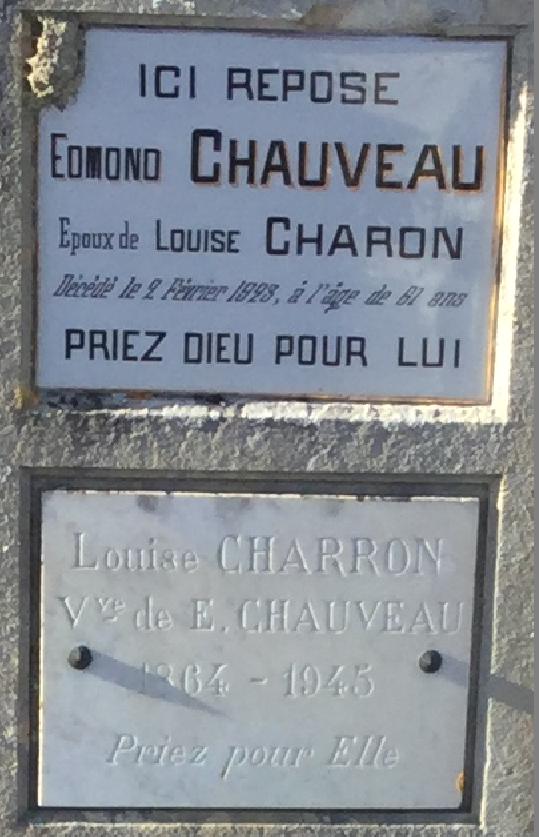 ICI REPOSE
EDMOND CHAUVEAU
Epoux de LOUISE CHARON
Décédé le 2 Février à l'âge de 61 ans
PRIEZ DIEU POUR LUI
Louise CHARRON
Vve de E. CHAUVEAU
1864 - 1945
Priez pour Elle